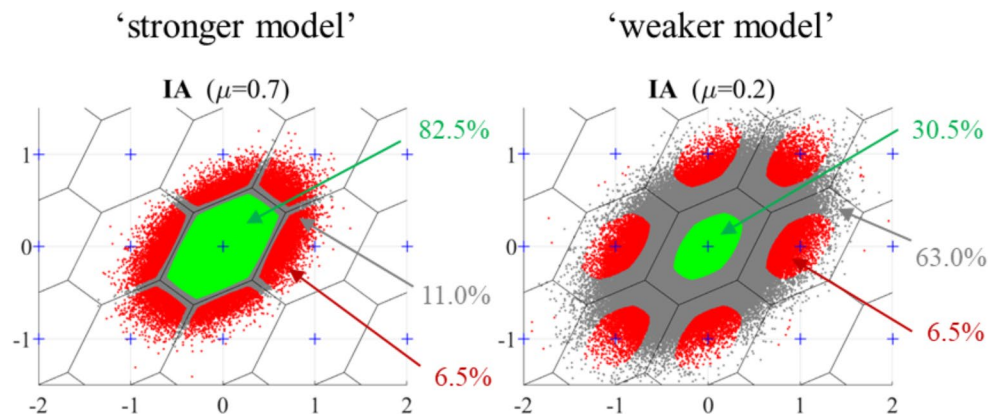 ‘stronger model’
‘weaker model’
IA (μ=0.7)
IA (μ=0.2)
82.5%
11.0%
6.5%
1
0
-1
-2 -1 0 1 2
30.5%
63.0%
6.5%
1
0
-1
-2 -1 0 1 2